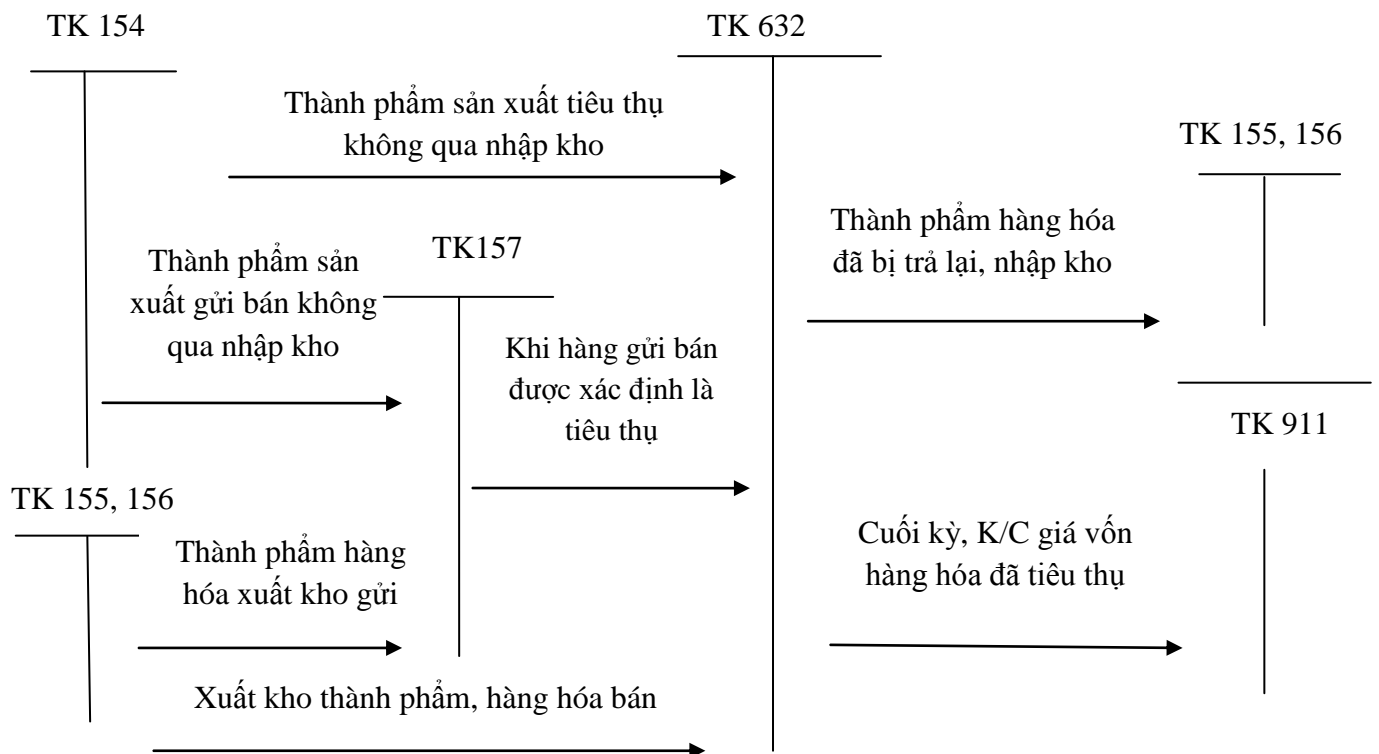 TK 154
TK 632
Thành phẩm sản xuất tiêu thụ
không qua nhập kho
TK 155, 156
Thành phẩm hàng hóa
đã bị trả lại, nhập kho
TK157
Thành phẩm sản
xuất gửi bán không
qua nhập kho
Khi hàng gửi bán
được xác định là
tiêu thụ
TK 911
TK 155, 156
Thành phẩm hàng
hóa xuất kho gửi
Cuối kỳ, K/C giá vốn
hàng hóa đã tiêu thụ
Xuất kho thành phẩm, hàng hóa bán